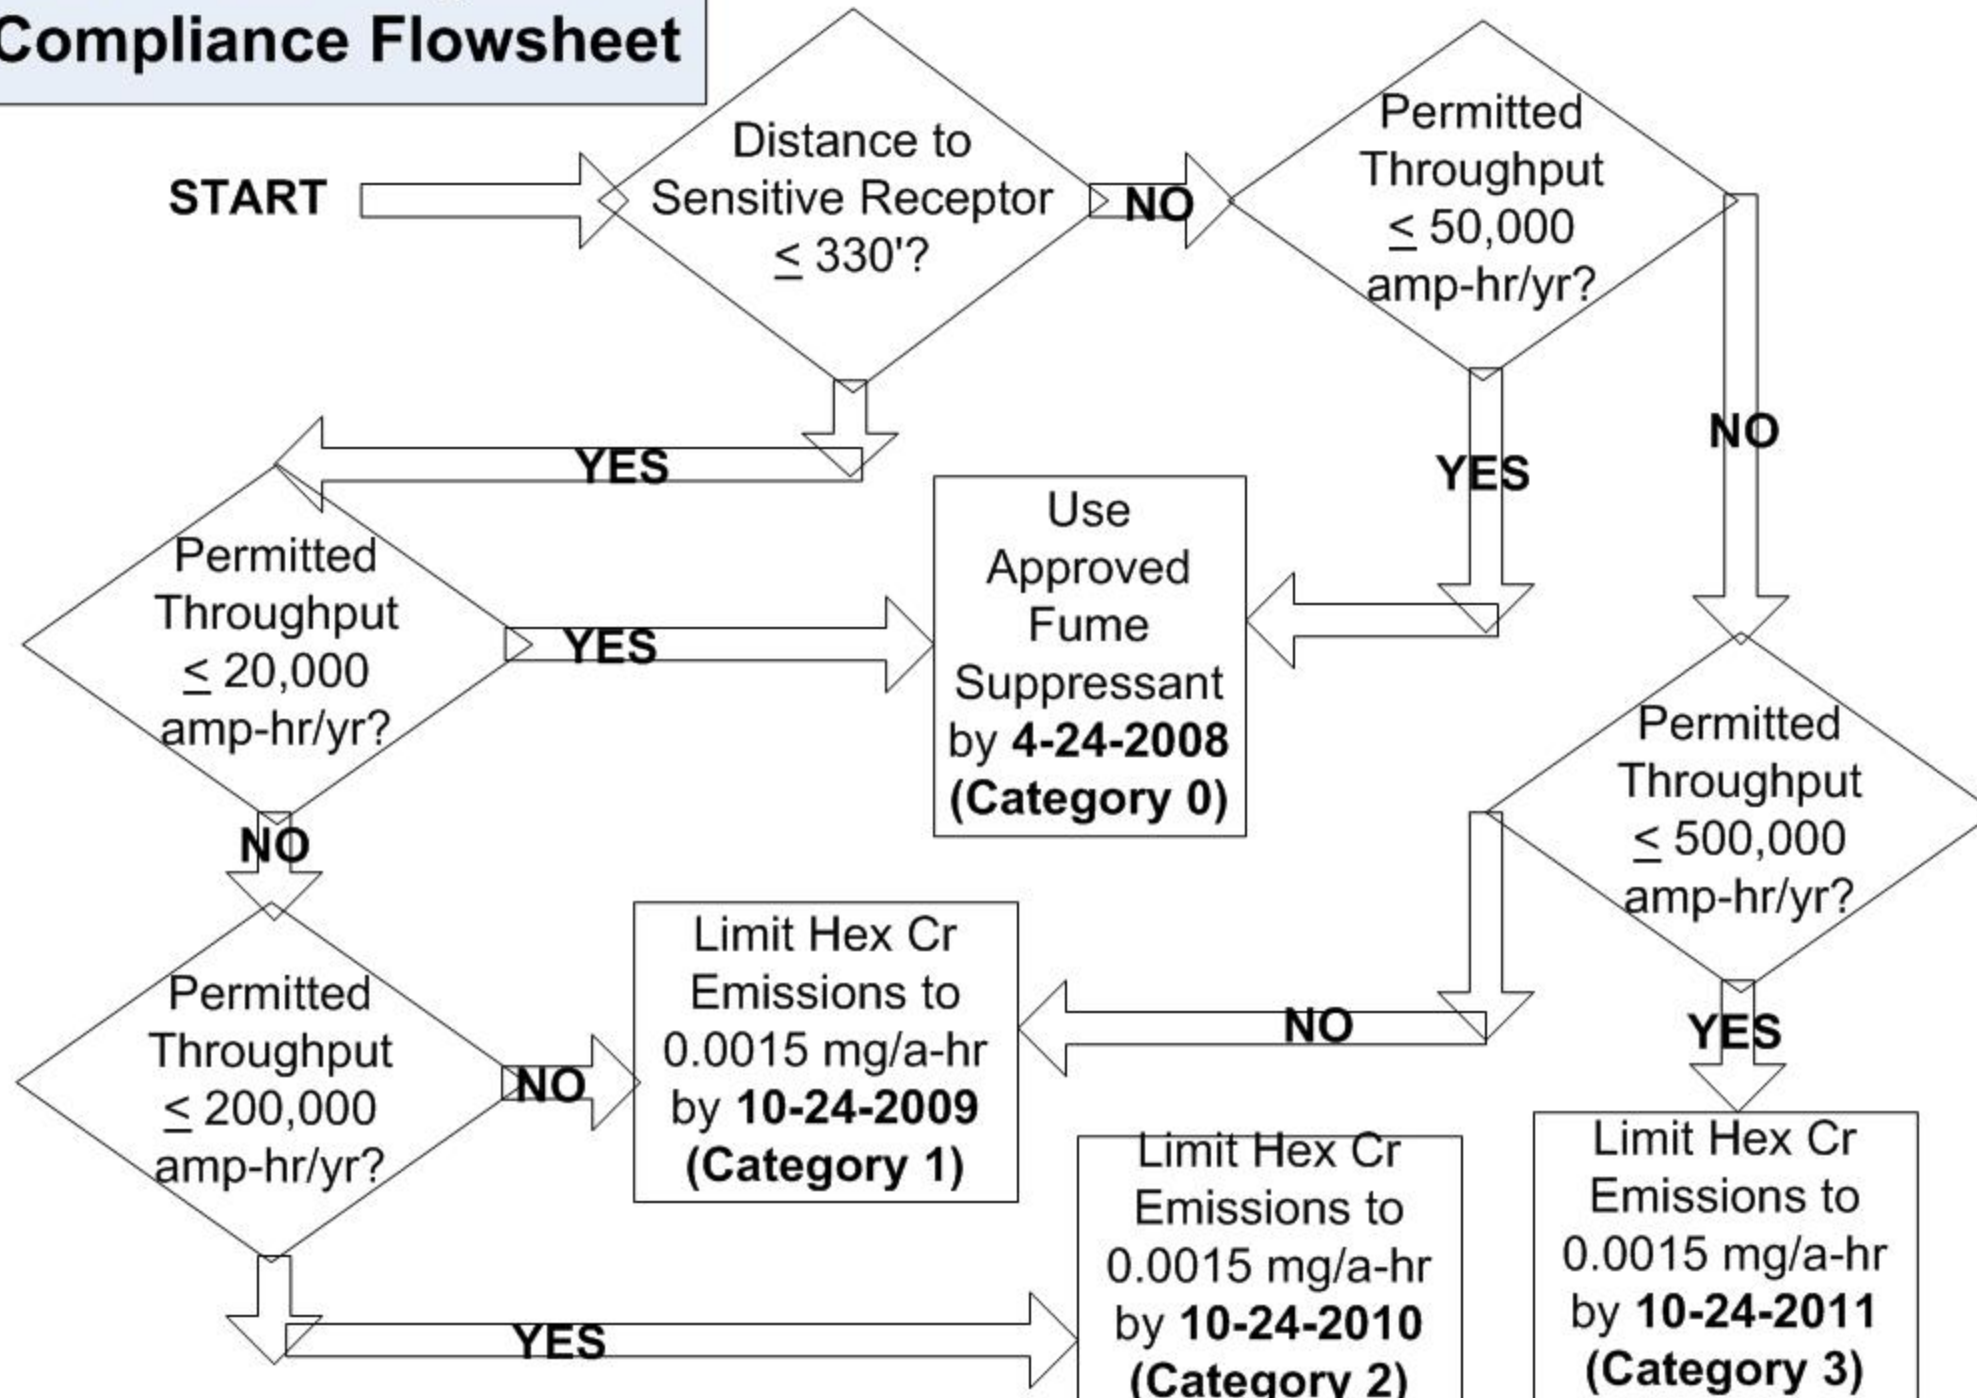 Compliance Flowsheet
START
Distance to
Sensitive Receptor
≤ 330'?
NO
Permitted
Throughput
≤ 50,000
amp-hr/yr?
NO
YES
YES
Permitted
Throughput
≤ 20,000
amp-hr/yr?
YES
Use
Approved
Fume
Suppressant
by 4-24-2008
(Category 0)
Permitted
Throughput
≤ 500,000
amp-hr/yr?
NO
Permitted
Throughput
≤ 200,000
amp-hr/yr?
NO
Limit Hex Cr
Emissions to
0.0015 mg/a-hr
by 10-24-2009
(Category 1)
NO
YES
YES
Limit Hex Cr
Emissions to
0.0015 mg/a-hr
by 10-24-2010
(Category 2)
Limit Hex Cr
Emissions to
0.0015 mg/a-hr
by 10-24-2011
(Category 3)